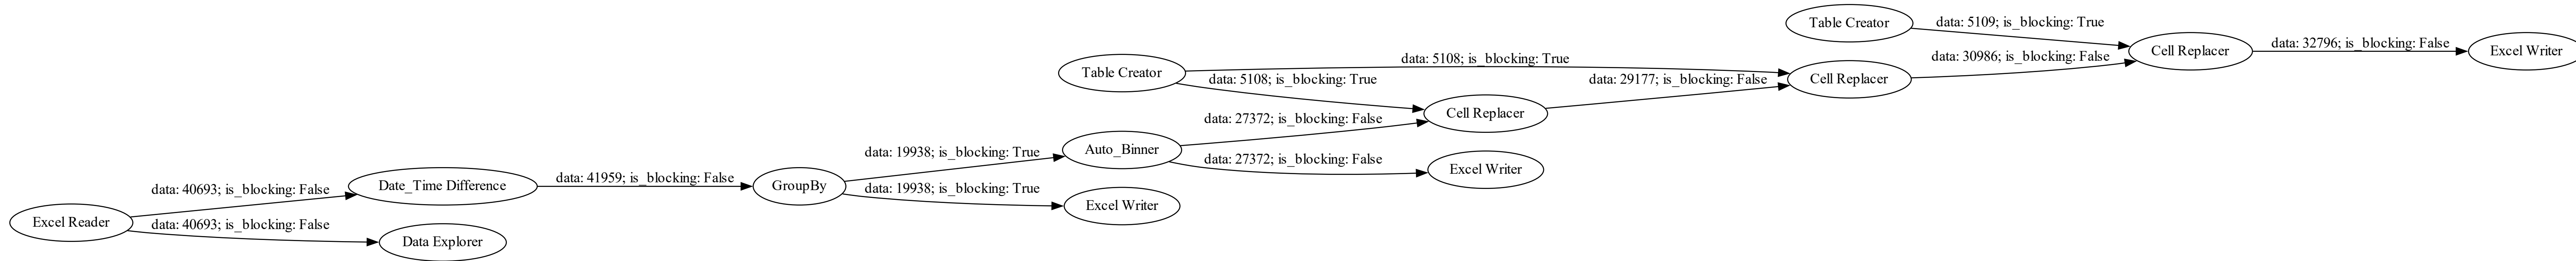 Table Creator
data: 5109; is_blocking: True
Cell Replacer
data: 32796; is_blocking: False
Excel Writer
data: 30986; is_blocking: False
Table Creator
data: 5108; is_blocking: True
data: 5108; is_blocking: True
data: 29177; is_blocking: False
Cell Replacer
Cell Replacer
data: 27372; is_blocking: False
Auto_Binner
data: 27372; is_blocking: False
Excel Writer
data: 19938; is_blocking: True
Date_Time Difference
data: 41959; is_blocking: False
GroupBy
data: 19938; is_blocking: True
Excel Writer
data: 40693; is_blocking: False
Excel Reader
data: 40693; is_blocking: False
Data Explorer